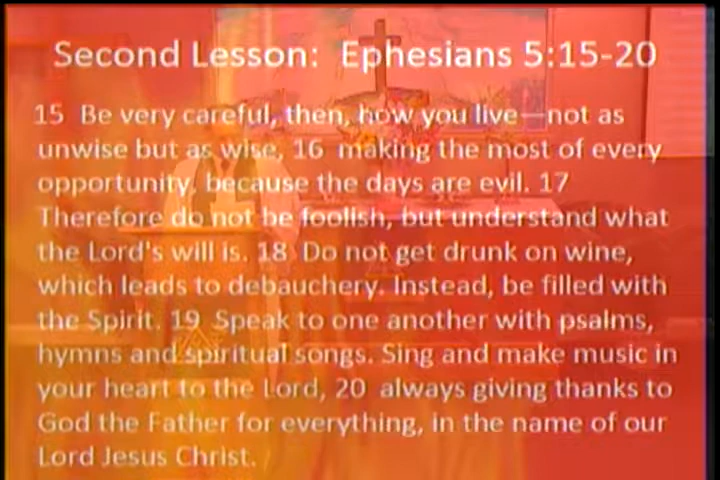 Second Lesson: Ephesians 5:15-20
15 Be very careful, then, how you live—not as
unwise but as wise, 16 making the most of every
opportunity, because the days are evil. 17
Therefore do not be foolish, but understand what
the Lord's will is. 18 Do not get drunk on wine,
which leads to debauchery. Instead, be filled with
the Spirit. 19 Speak to one another with psalms,
hymns and spiritual songs. Sing and make music in
your heart to the Lord, 20 always giving thanks to
God the Father for everything, in the name of our
Lord Jesus Christ.